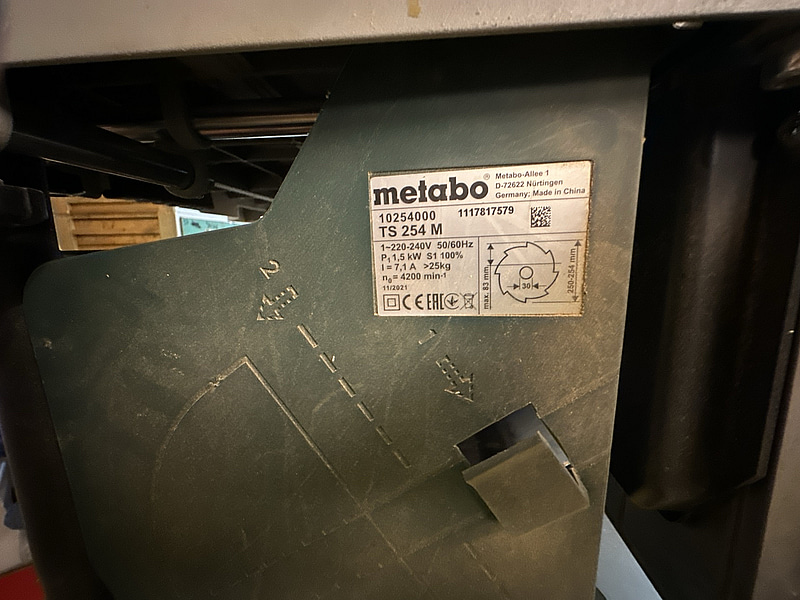 metabo®
Metabo-Allee 1
D-72622 Nürtingen
Germany; Made in China
10254000 1117817579
TS 254 M
1~220-240V 50/60Hz
P₁ 1,5 kW S1 100%
I = 7,1 A >25kg
n₀ = 4200 min⁻¹
11/2021
CE EAC
max. 83 mm
30
250-254 mm
2
1